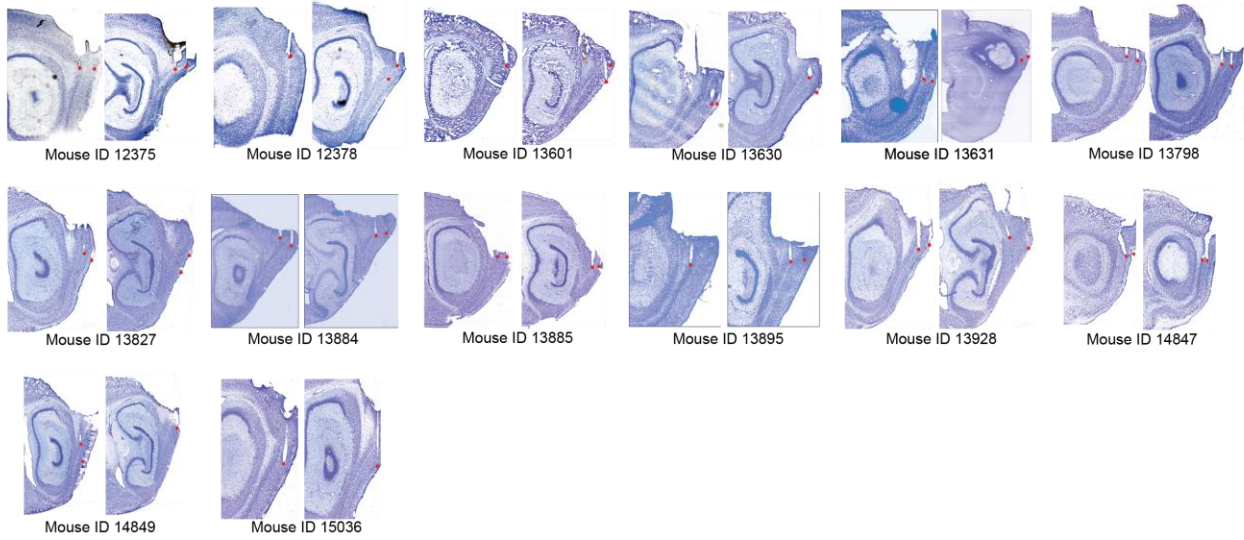 Mouse ID 12375
Mouse ID 12378
Mouse ID 13601
Mouse ID 13630
Mouse ID 13631
Mouse ID 13798
Mouse ID 13827
Mouse ID 13884
Mouse ID 13885
Mouse ID 13895
Mouse ID 13928
Mouse ID 14847
Mouse ID 14849
Mouse ID 15036